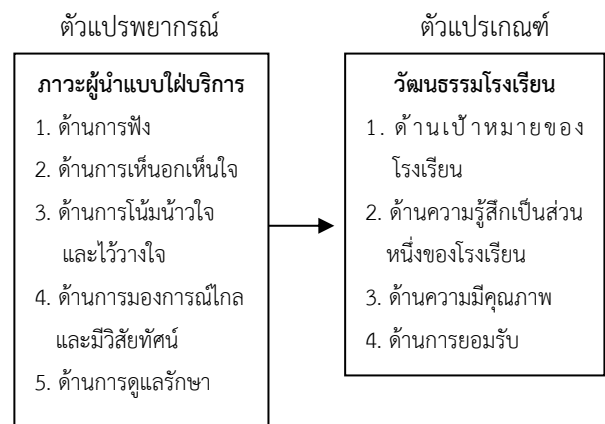 ตัวแปรพยากรณ์
ภาวะผู้นำแบบใฝ่บริการ
1. ด้านการฟัง
2. ด้านการเห็นอกเห็นใจ
3. ด้านการโน้มน้าวใจ
และไว้วางใจ
4. ด้านการมองการณ์ไกล
และมีวิสัยทัศน์
5. ด้านการดูแลรักษา
ตัวแปรเกณฑ์
วัฒนธรรมโรงเรียน
1. ด้านเป้าหมายของ
โรงเรียน
2. ด้านความรู้สึกเป็นส่วน
หนึ่งของโรงเรียน
3. ด้านความมีคุณภาพ
4. ด้านการยอมรับ